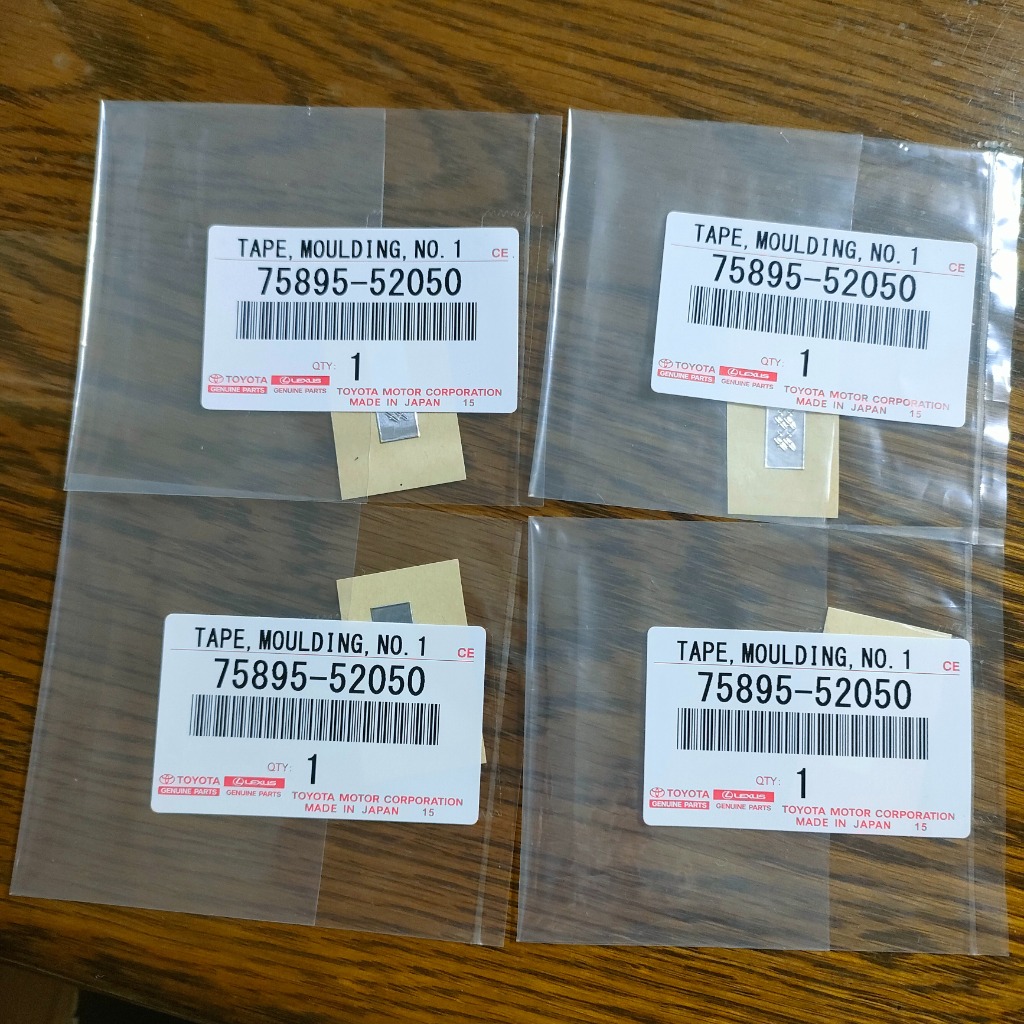 TAPE, MOULDING, NO. 1 CE
75895-52050
QTY: 1
TOYOTA LEXUS
GENUINE PARTS GENUINE PARTS
TOYOTA MOTOR CORPORATION
MADE IN JAPAN 15
TAPE, MOULDING, NO. 1 CE
75895-52050
QTY: 1
TOYOTA LEXUS
GENUINE PARTS GENUINE PARTS
TOYOTA MOTOR CORPORATION
MADE IN JAPAN 15
TAPE, MOULDING, NO. 1 CE
75895-52050
QTY: 1
TOYOTA LEXUS
GENUINE PARTS GENUINE PARTS
TOYOTA MOTOR CORPORATION
MADE IN JAPAN 15
TAPE, MOULDING, NO. 1 CE
75895-52050
QTY: 1
TOYOTA LEXUS
GENUINE PARTS GENUINE PARTS
TOYOTA MOTOR CORPORATION
MADE IN JAPAN 15